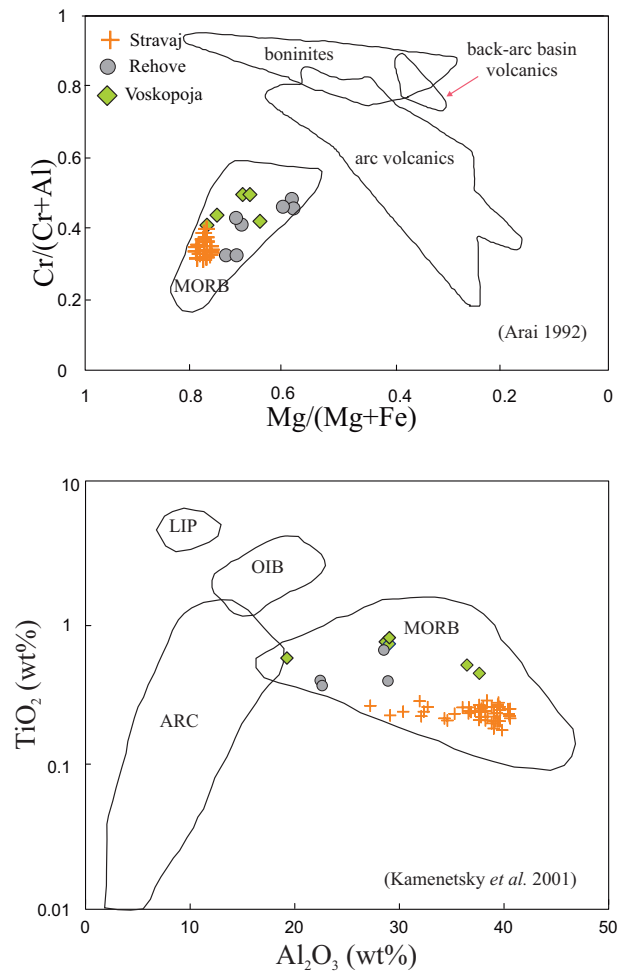 1
Stravaj
boninites
back-arc basin
volcanics
Rehove
0.8
Voskopoja
Cr/(Cr+Al)
0.6
arc volcanics
0.4
MORB
0.2
(Arai 1992)
0
1
0.8
0.6
0.4
0.2
0
Mg/(Mg+Fe)
10
LIP
OIB
TiO₂ (wt%)
1
MORB
ARC
0.1
(Kamenetsky et al. 2001)
0.01
0
10
20
30
40
50
Al₂O₃ (wt%)